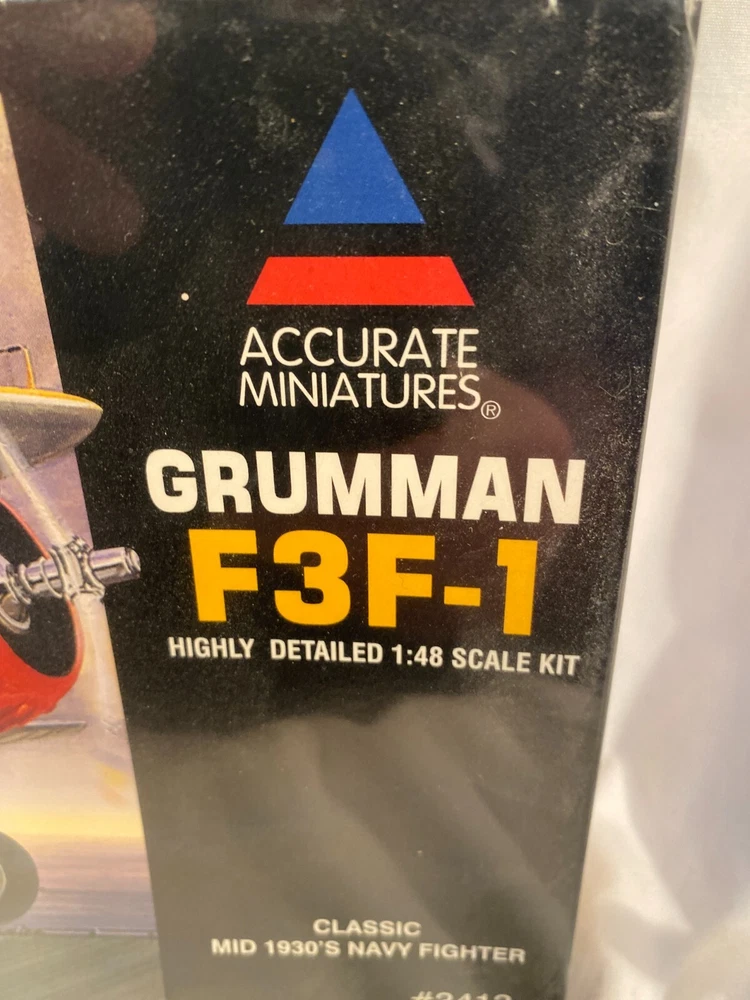 ACCURATE
MINIATURES®
GRUMMAN
F3F-1
HIGHLY DETAILED 1:48 SCALE KIT
CLASSIC
MID 1930'S NAVY FIGHTER